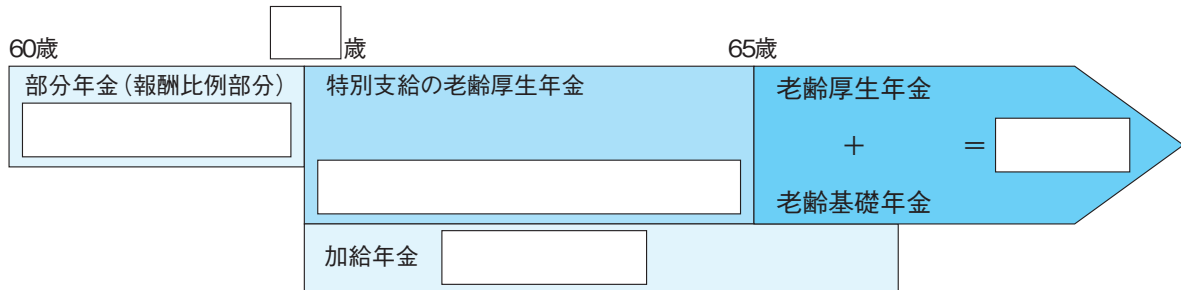 60歳
歳
65歳
部分年金（報酬比例部分）
特別支給の老齢厚生年金
老齢厚生年金
＋
＝
老齢基礎年金
加給年金